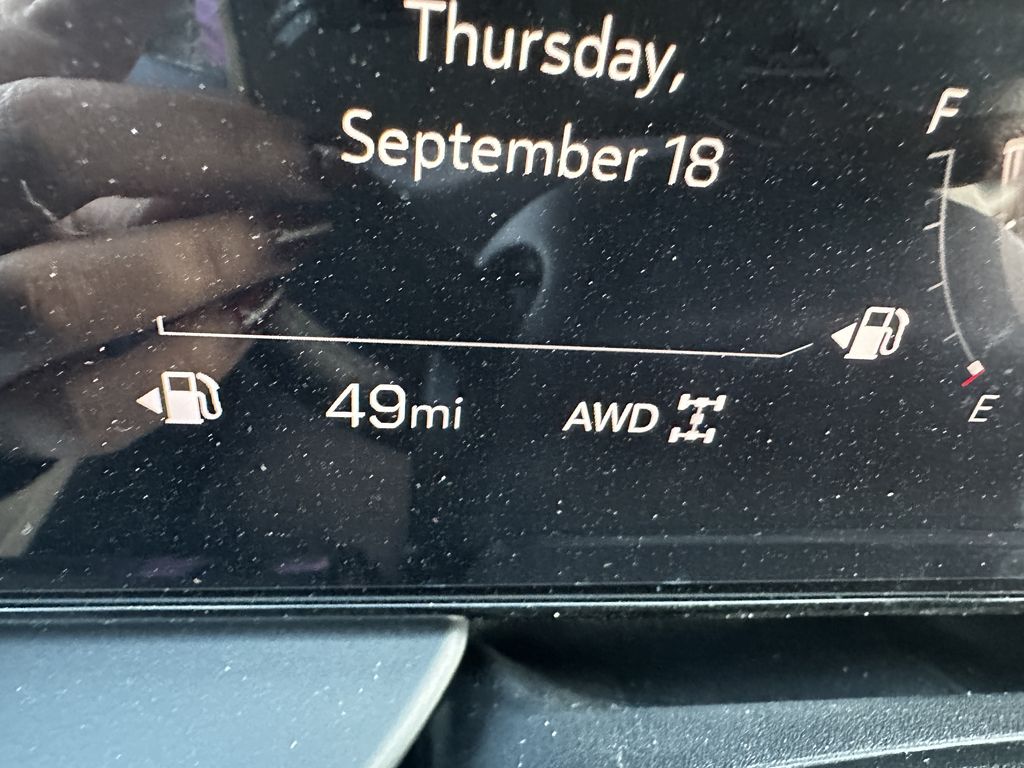 Thursday,
September 18
F
49mi
AWD
E